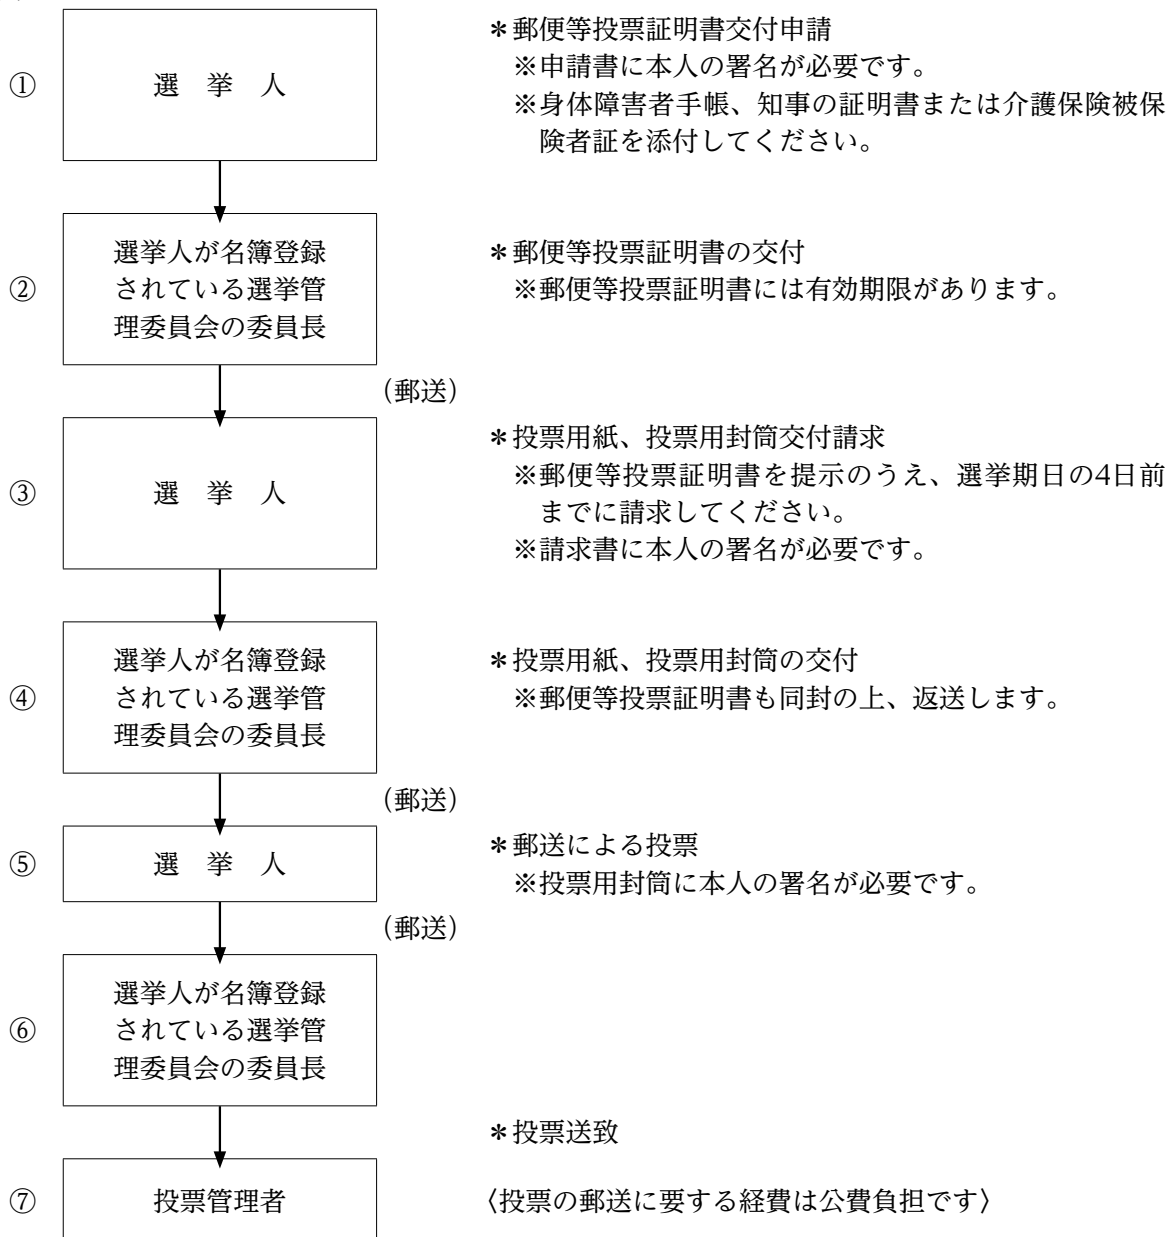 ＊郵便等投票証明書交付申請
※申請書に本人の署名が必要です。
① 選 挙 人
※身体障害者手帳、知事の証明書または介護保険被保
険者証を添付してください。
② 選挙人が名簿登録
されている選挙管
理委員会の委員長
＊郵便等投票証明書の交付
※郵便等投票証明書には有効期限があります。
（郵送）
③ 選 挙 人
＊投票用紙、投票用封筒交付請求
※郵便等投票証明書を提示のうえ、選挙期日の4日前
までに請求してください。
※請求書に本人の署名が必要です。
④ 選挙人が名簿登録
されている選挙管
理委員会の委員長
＊投票用紙、投票用封筒の交付
※郵便等投票証明書も同封の上、返送します。
（郵送）
⑤ 選 挙 人
＊郵送による投票
※投票用封筒に本人の署名が必要です。
（郵送）
⑥ 選挙人が名簿登録
されている選挙管
理委員会の委員長
＊投票送致
⑦ 投票管理者
〈投票の郵送に要する経費は公費負担です〉